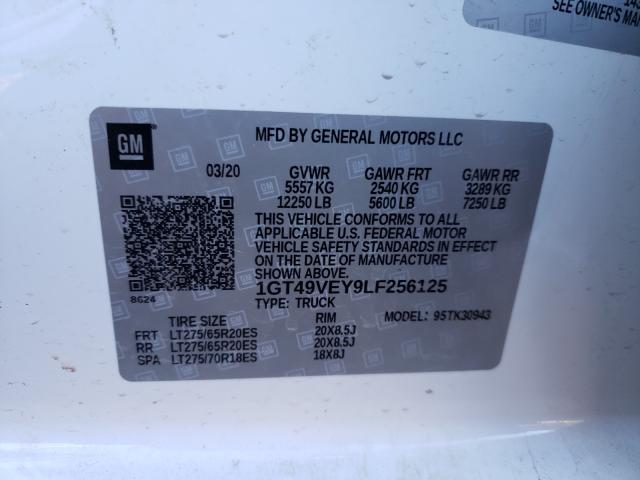 SEE OWNER'S
GM
MFD BY GENERAL MOTORS LLC
03/20 GVWR GAWR FRT GAWR RR
5557 KG 2540 KG 3289 KG
12250 LB 5600 LB 7250 LB
THIS VEHICLE CONFORMS TO ALL
APPLICABLE U.S. FEDERAL MOTOR
VEHICLE SAFETY STANDARDS IN EFFECT
ON THE DATE OF MANUFACTURE
SHOWN ABOVE.
8624
1GT49VEY9LF256125
TYPE: TRUCK
TIRE SIZE RIM MODEL: 95TK30943
FRT LT275/65R20ES 20X8.5J
RR LT275/65R20ES 20X8.5J
SPA LT275/70R18ES 18X8J